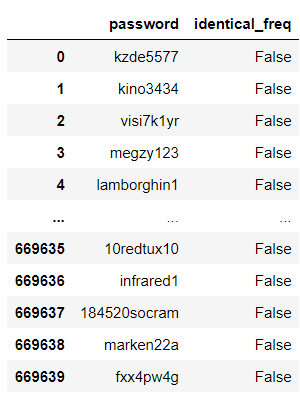 password identical_freq
0 kzde5577 False
1 kino3434 False
2 visi7k1yr False
3 megzy123 False
4 lamborghin1 False
... ... ...
669635 10redtux10 False
669636 infrared1 False
669637 184520socram False
669638 marken22a False
669639 fxx4pw4g False